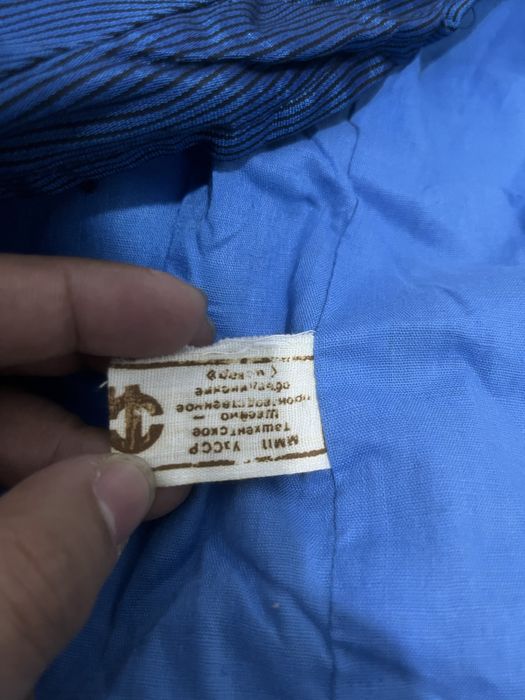 ММП УзССР
Ташкентское
Швейно —
производственное
объединение